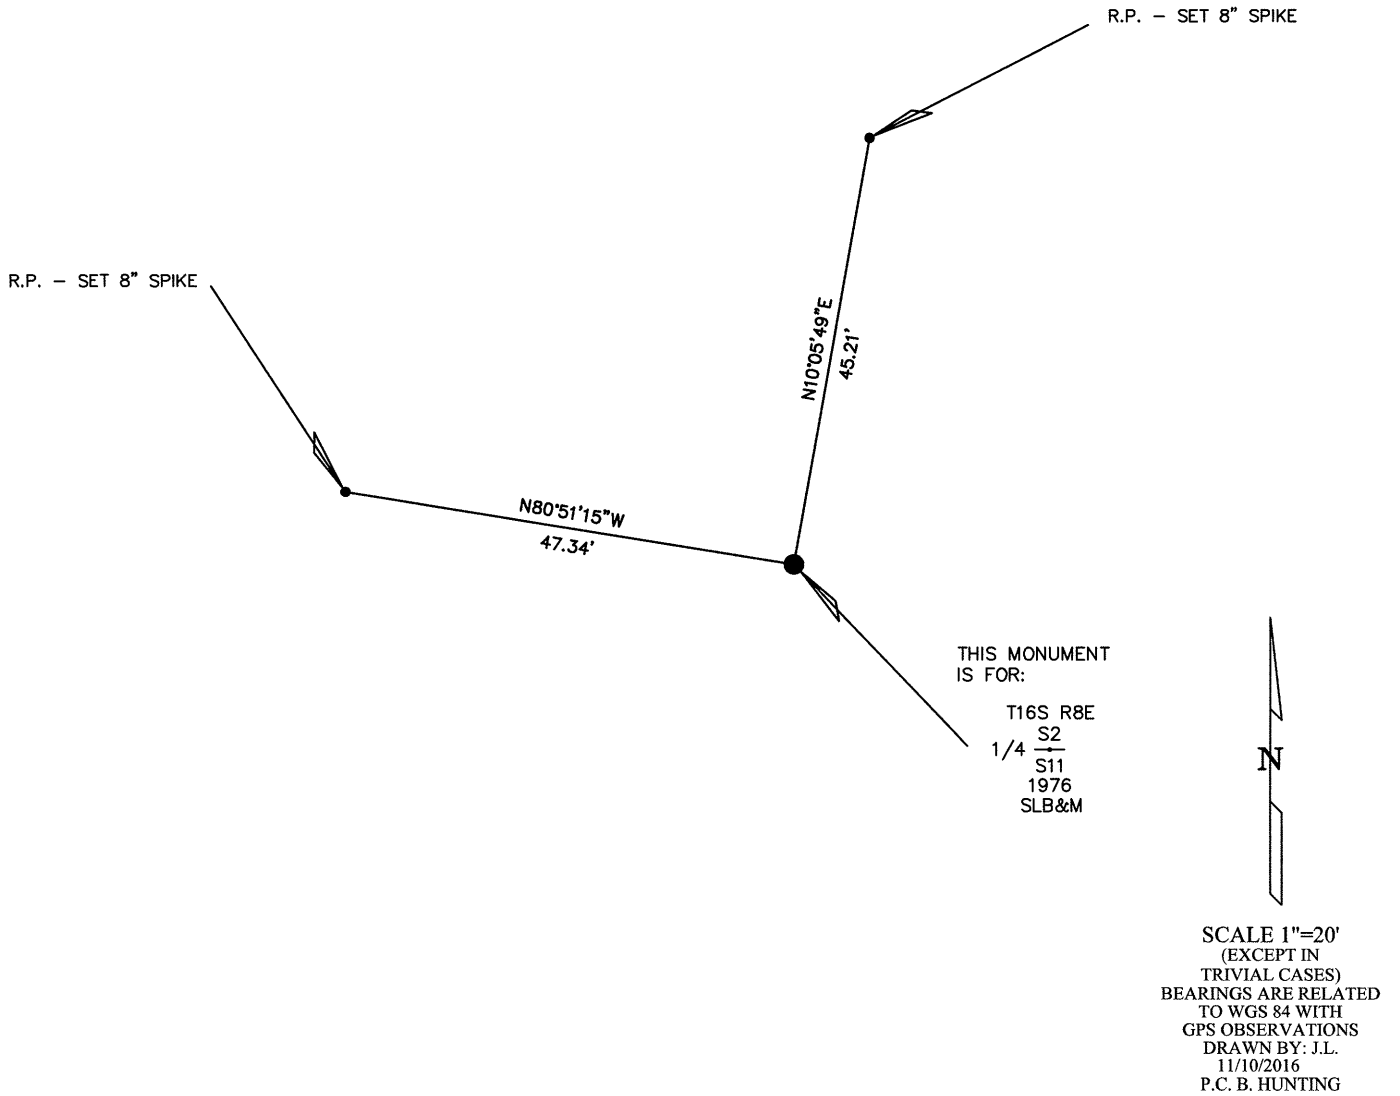 R.P. – SET 8" SPIKE
R.P. – SET 8" SPIKE
N10°05'49"E
45.21'
N80°51'15"W
47.34'
THIS MONUMENT
IS FOR:
T16S R8E
S2
1/4
S11
1976
SLB&M
N
SCALE 1"=20'
(EXCEPT IN
TRIVIAL CASES)
BEARINGS ARE RELATED
TO WGS 84 WITH
GPS OBSERVATIONS
DRAWN BY: J.L.
11/10/2016
P.C. B. HUNTING